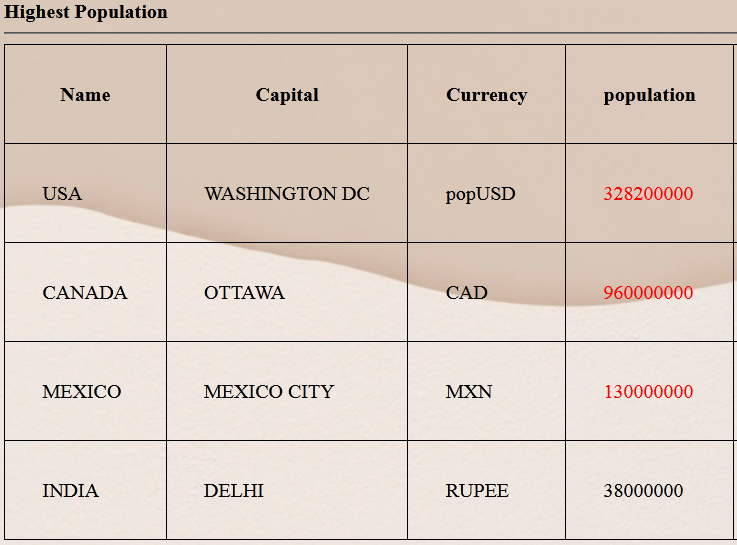 Highest Population
Name Capital Currency population
USA WASHINGTON DC popUSD 328200000
CANADA OTTAWA CAD 960000000
MEXICO MEXICO CITY MXN 130000000
INDIA DELHI RUPEE 38000000